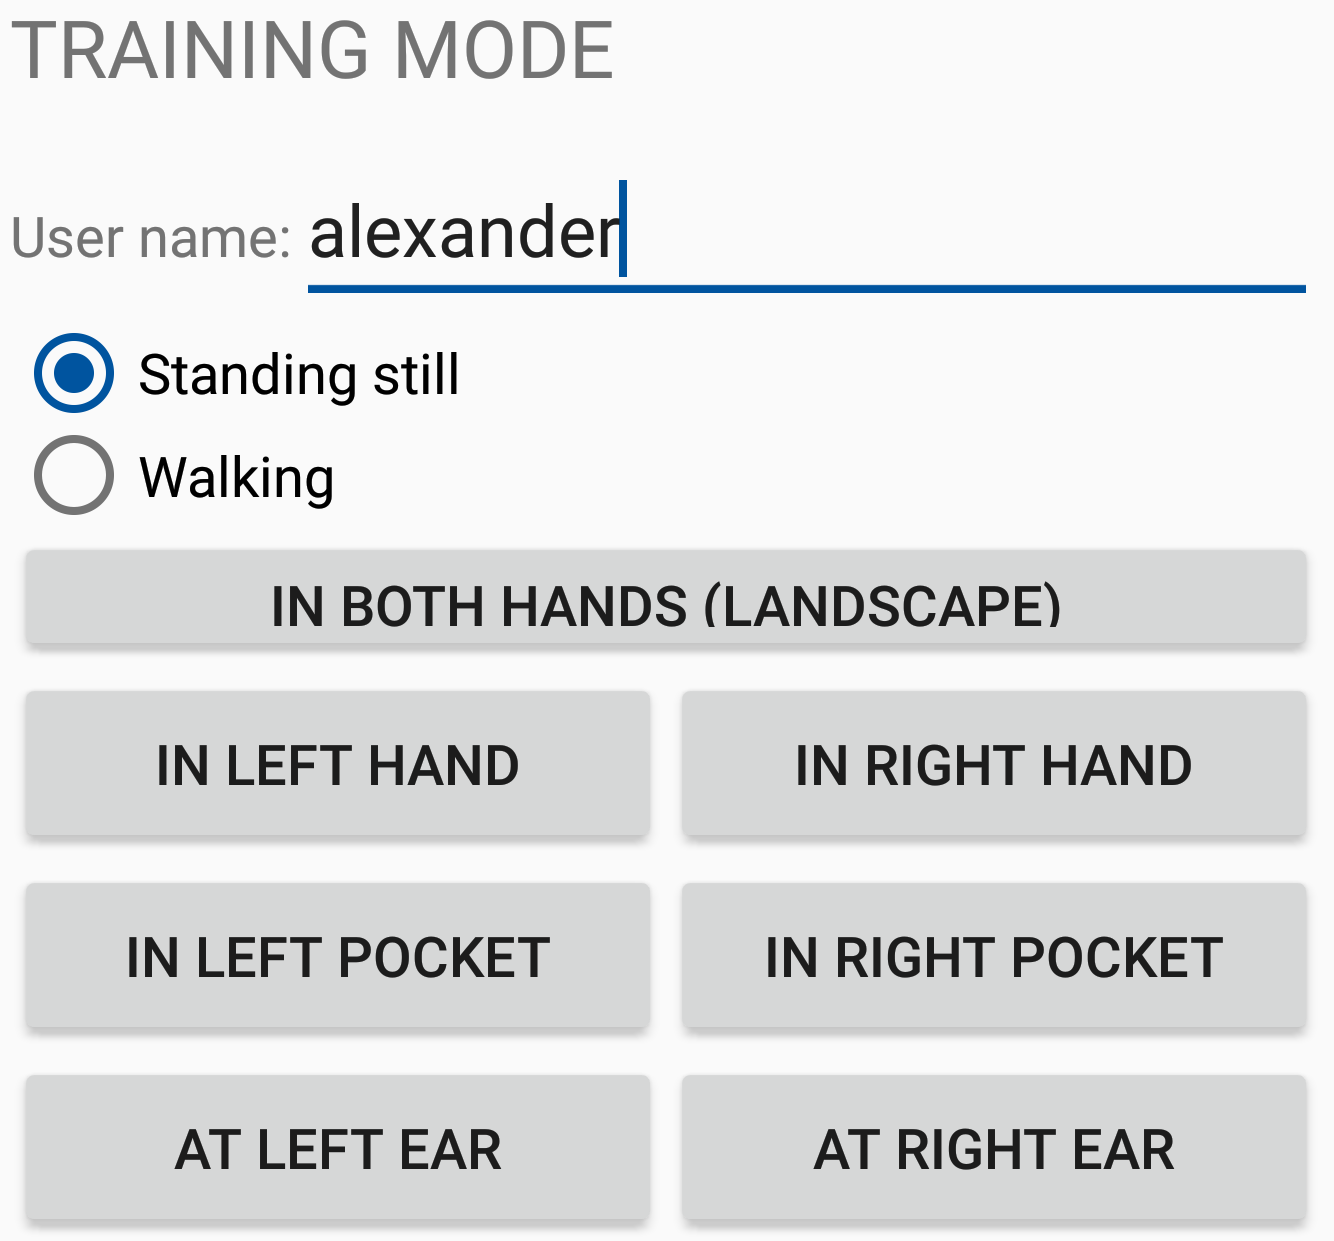 TRAINING MODE
User name: alexander
Standing still
Walking
IN BOTH HANDS (LANDSCAPE)
IN LEFT HAND IN RIGHT HAND
IN LEFT POCKET IN RIGHT POCKET
AT LEFT EAR AT RIGHT EAR